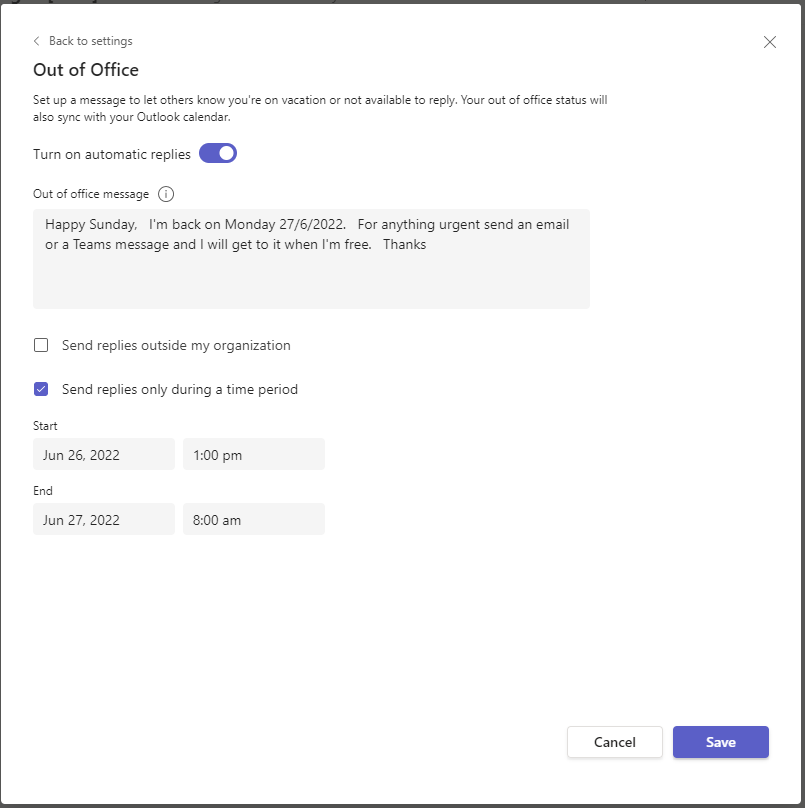 Back to settings
Out of Office
Set up a message to let others know you're on vacation or not available to reply. Your out of office status will
also sync with your Outlook calendar.
Turn on automatic replies
Out of office message
Happy Sunday,   I'm back on Monday 27/6/2022.   For anything urgent send an email
or a Teams message and I will get to it when I'm free.   Thanks
Send replies outside my organization
Send replies only during a time period
Start
Jun 26, 2022 1:00 pm
End
Jun 27, 2022 8:00 am
Cancel Save